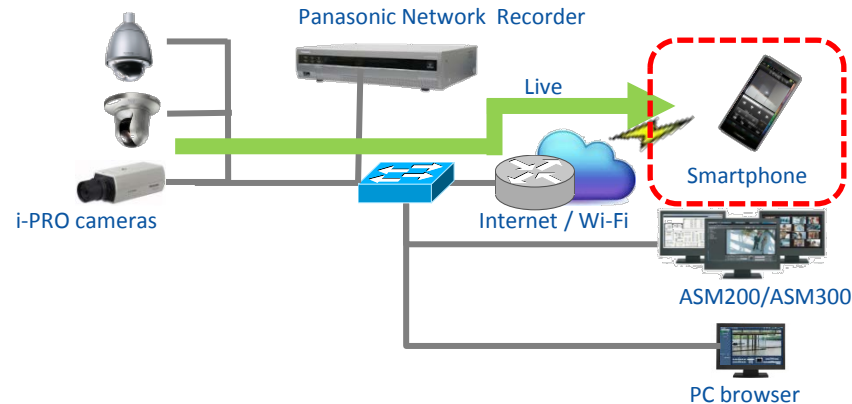 Panasonic Network Recorder
Live
Smartphone
i-PRO cameras
Internet / Wi-Fi
ASM200/ASM300
PC browser